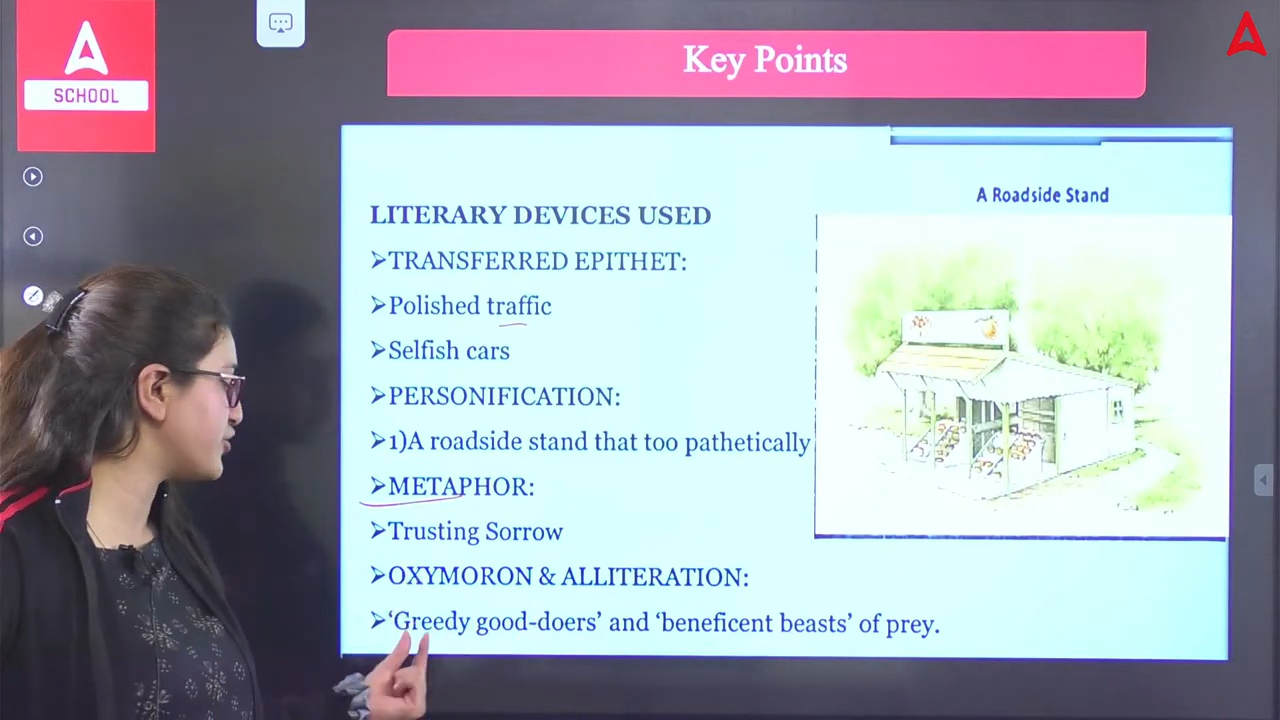 SCHOOL
Key Points
A Roadside Stand
LITERARY DEVICES USED
➢TRANSFERRED EPITHET:
➢Polished traffic
➢Selfish cars
➢PERSONIFICATION:
➢1)A roadside stand that too pathetically
➢METAPHOR:
➢Trusting Sorrow
➢OXYMORON & ALLITERATION:
➢‘Greedy good-doers’ and ‘beneficent beasts’ of prey.